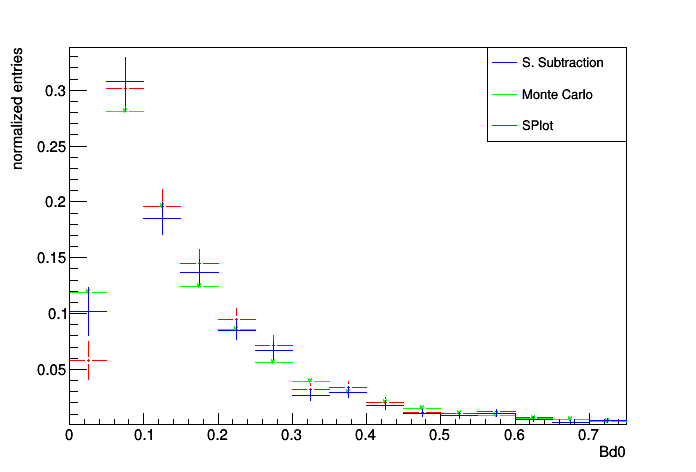 normalized entries
S. Subtraction
Monte Carlo
SPlot
0.3
0.25
0.2
0.15
0.1
0.05
0 0.1 0.2 0.3 0.4 0.5 0.6 0.7
Bd0